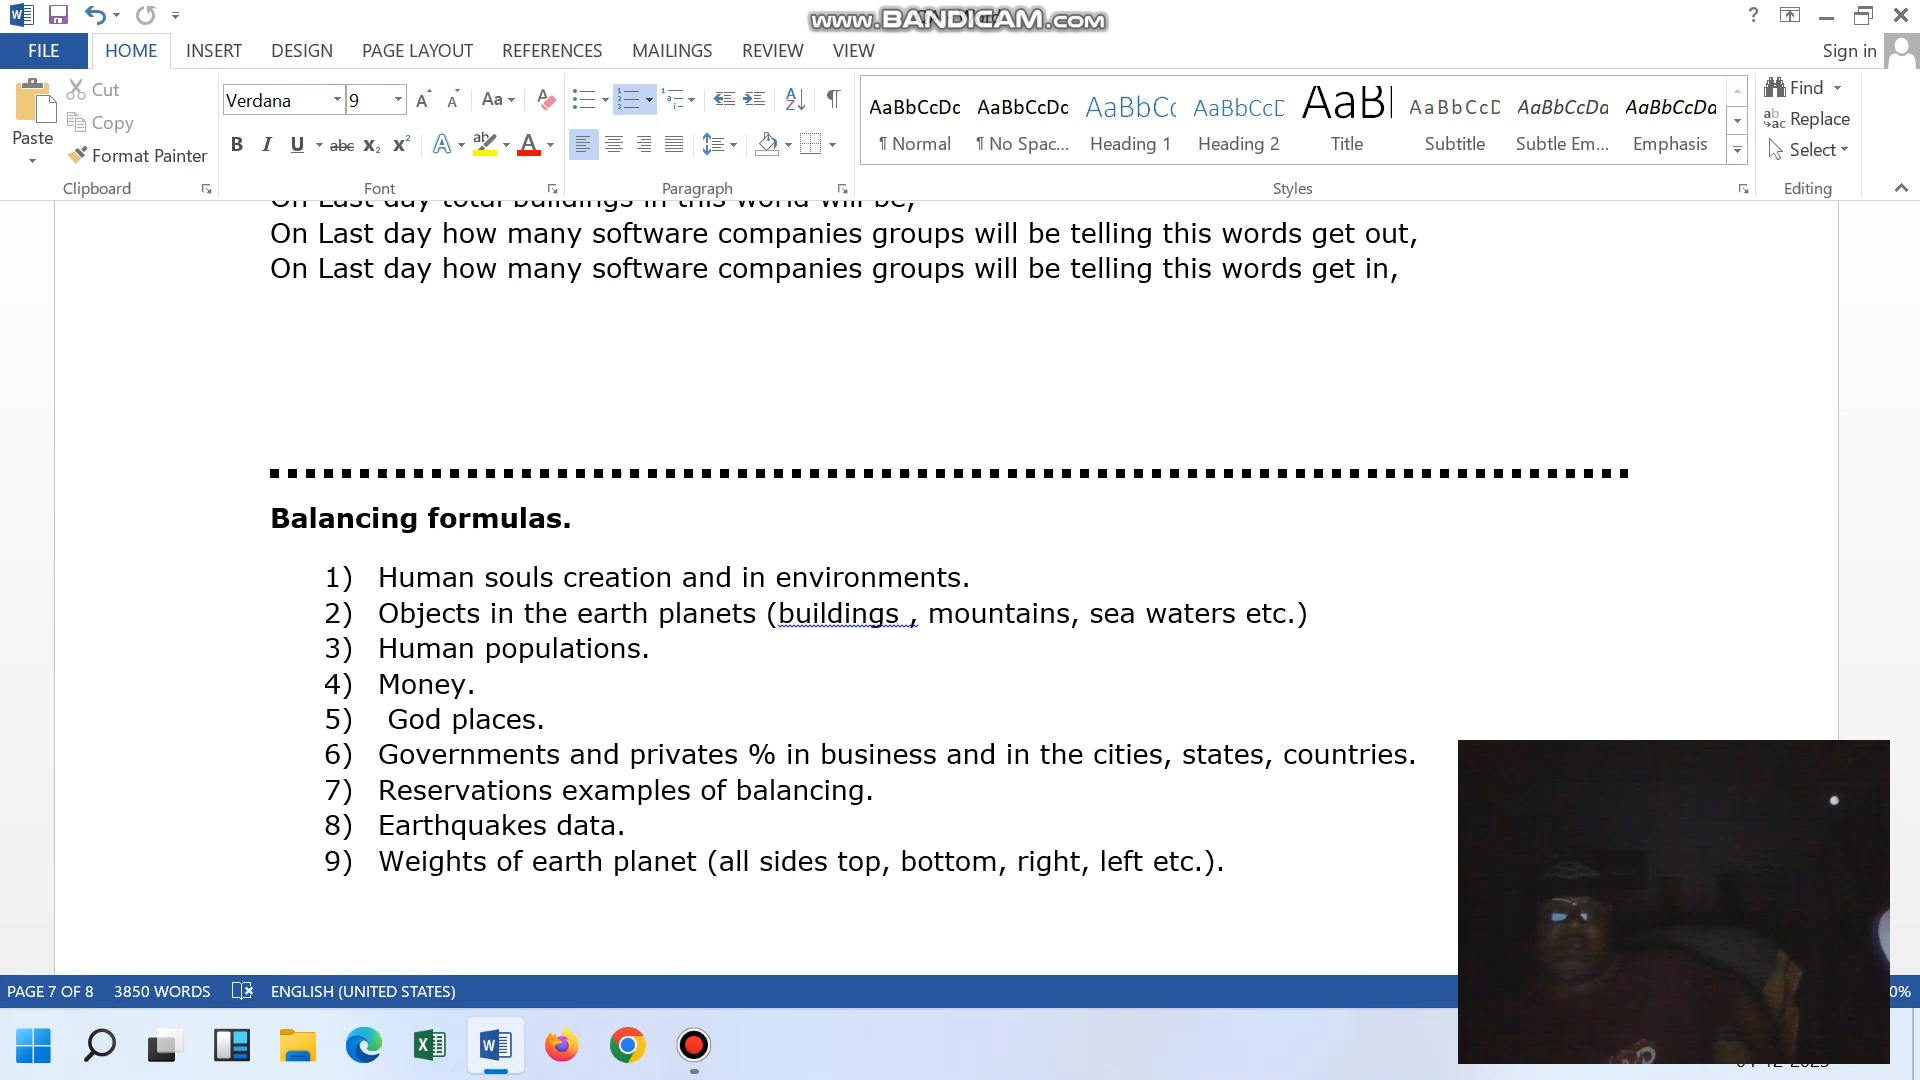 www.BANDICAM.com
FILE HOME INSERT DESIGN PAGE LAYOUT REFERENCES MAILINGS REVIEW VIEW Sign in
Paste Cut Copy Format Painter
Verdana 9
AaBbCcDc AaBbCcDc AaBbCc AaBbCcD AaBl AaBbCcD AaBbCcDa AaBbCcDa
¶ Normal ¶ No Spac... Heading 1 Heading 2 Title Subtitle Subtle Em... Emphasis
Find Replace Select
Clipboard Font Paragraph Styles Editing
On Last day total buildings in this world will be,
On Last day how many software companies groups will be telling this words get out,
On Last day how many software companies groups will be telling this words get in,
Balancing formulas.
1) Human souls creation and in environments.
2) Objects in the earth planets (buildings , mountains, sea waters etc.)
3) Human populations.
4) Money.
5) God places.
6) Governments and privates % in business and in the cities, states, countries.
7) Reservations examples of balancing.
8) Earthquakes data.
9) Weights of earth planet (all sides top, bottom, right, left etc.).
PAGE 7 OF 8 3850 WORDS ENGLISH (UNITED STATES)